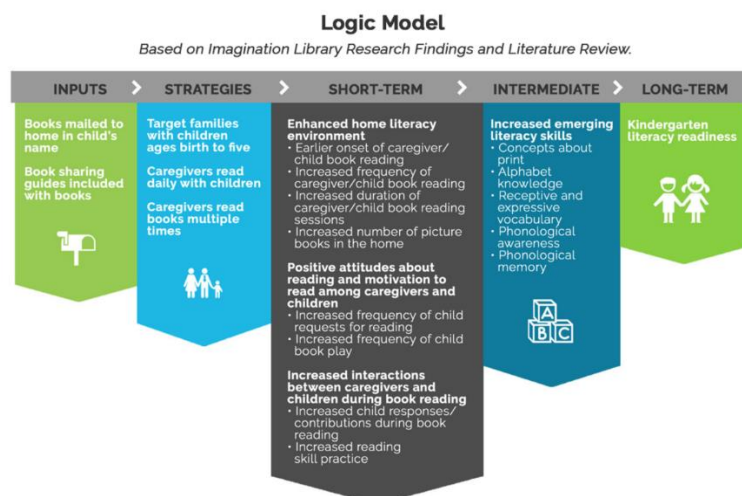 Logic Model
Based on Imagination Library Research Findings and Literature Review.
INPUTS
STRATEGIES
SHORT-TERM
INTERMEDIATE
LONG-TERM
Books mailed to
home in child's
name
Book sharing
guides included
with books
Target families
with children
ages birth to five
Caregivers read
daily with children
Caregivers read
books multiple
times
Enhanced home literacy
environment
• Earlier onset of caregiver/
child book reading
• Increased frequency of
caregiver/child book reading
• Increased duration of
caregiver/child book reading
sessions
• Increased number of picture
books in the home
Positive attitudes about
reading and motivation to
read among caregivers and
children
• Increased frequency of child
requests for reading
• Increased frequency of child
book play
Increased interactions
between caregivers and
children during book reading
• Increased child responses/
contributions during book
reading
• Increased reading
skill practice
Increased emerging
literacy skills
• Concepts about
print
• Alphabet
knowledge
• Receptive and
expressive
vocabulary
• Phonological
awareness
• Phonological
memory
A
B C
Kindergarten
literacy readiness